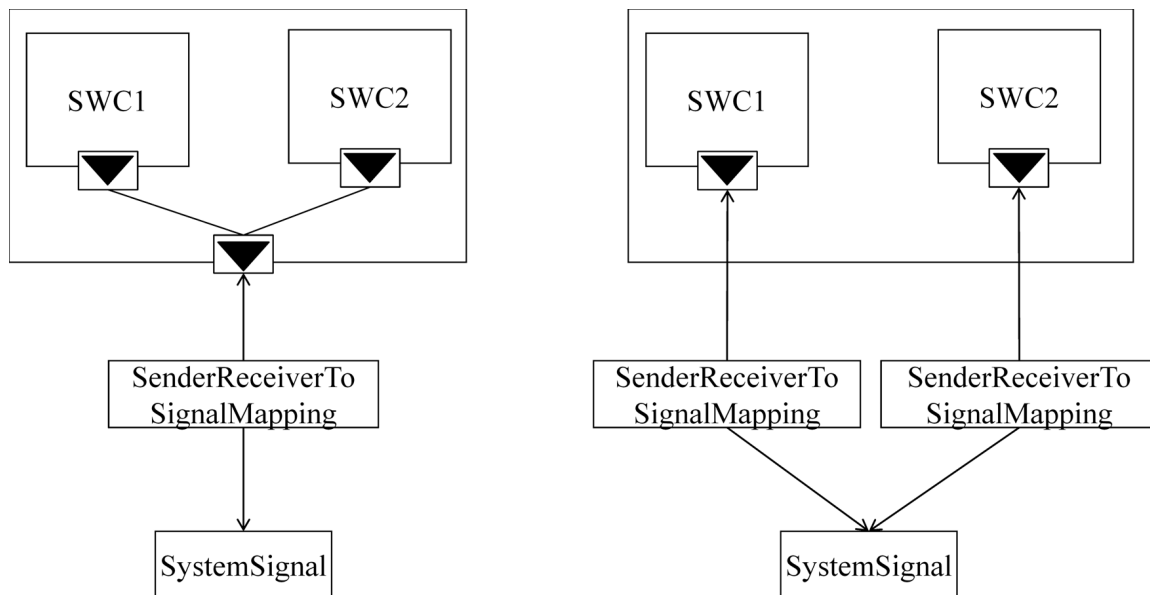 SWC1
SWC2
SenderReceiverTo
SignalMapping
SystemSignal
SWC1
SWC2
SenderReceiverTo
SignalMapping
SenderReceiverTo
SignalMapping
SystemSignal